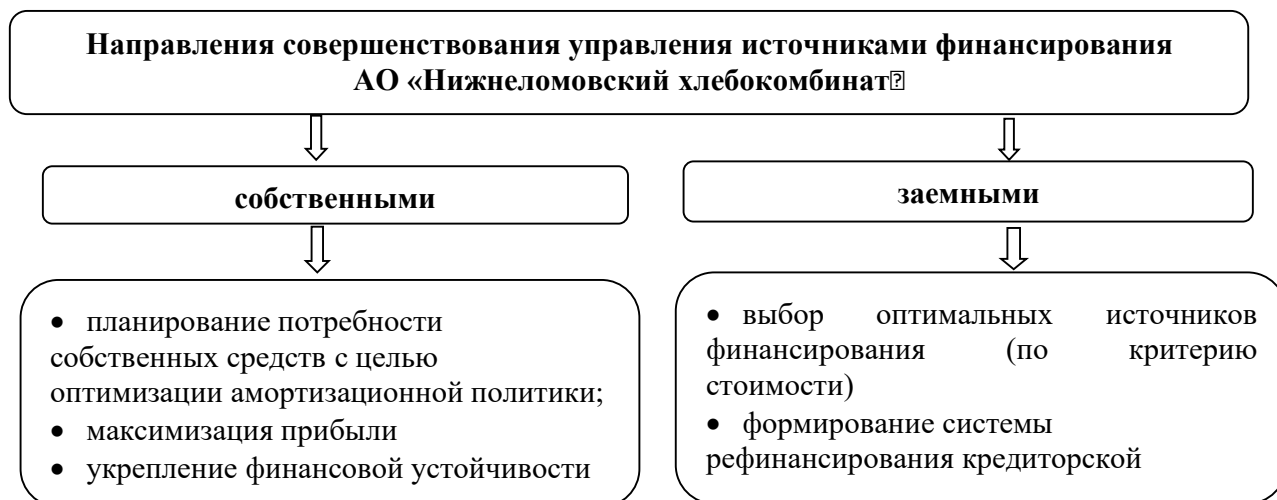 Направления совершенствования управления источниками финансирования
АО «Нижнеломовский хлебокомбинат⍰
собственными
заемными
• планирование потребности
собственных средств с целью
оптимизации амортизационной политики;
• максимизация прибыли
• укрепление финансовой устойчивости
• выбор оптимальных источников
финансирования (по критерию
стоимости)
• формирование системы
рефинансирования кредиторской